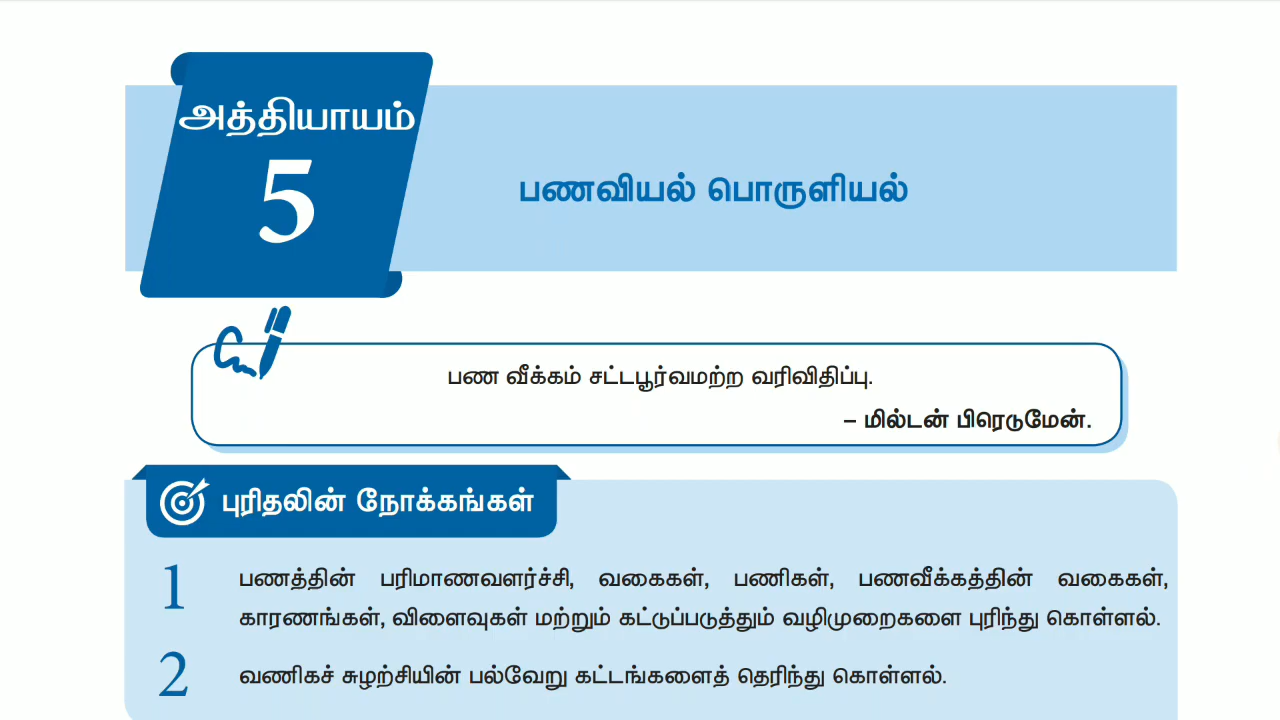 அத்தியாயம்
5
பணவியல் பொருளியல்
பண வீக்கம் சட்டபூர்வமற்ற வரிவிதிப்பு.
– மில்டன் பிரெடுமேன்.
புரிதலின் நோக்கங்கள்
1 பணத்தின் பரிமாணவளர்ச்சி, வகைகள், பணிகள், பணவீக்கத்தின் வகைகள்,
காரணங்கள், விளைவுகள் மற்றும் கட்டுப்படுத்தும் வழிமுறைகளை புரிந்து கொள்ளல்.
2 வணிகச் சுழற்சியின் பல்வேறு கட்டங்களைத் தெரிந்து கொள்ளல்.